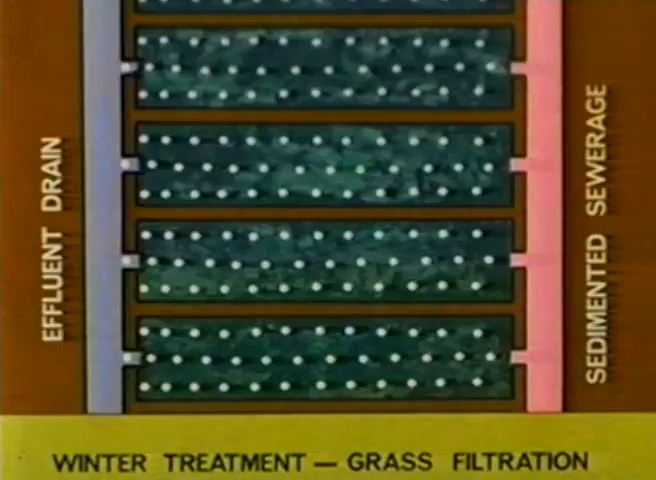 EFFLUENT DRAIN
SEDIMENTED SEWERAGE
WINTER TREATMENT — GRASS FILTRATION